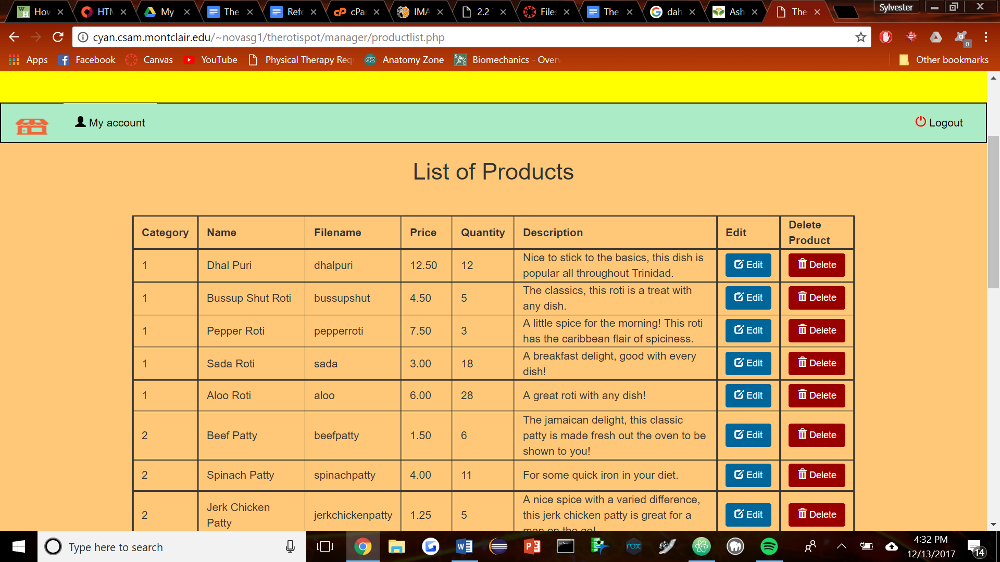 How HTM My The Refe cPan IMA 2.2 Files The dah Ash The Sylvester
cyan.csam.montclair.edu/~novasg1/therotispot/manager/productlist.php
0
Apps Facebook Canvas YouTube Physical Therapy Req Anatomy Zone Biomechanics - Over Other bookmarks
My account Logout
List of Products
Category Name Filename Price Quantity Description Edit Delete Product
1 Dhal Puri dhalpuri 12.50 12 Nice to stick to the basics, this dish is
popular all throughout Trinidad. Edit Delete
1 Bussup Shut Roti bussupshut 4.50 5 The classics, this roti is a treat with
any dish. Edit Delete
1 Pepper Roti pepperroti 7.50 3 A little spice for the morning! This roti
has the caribbean flair of spiciness. Edit Delete
1 Sada Roti sada 3.00 18 A breakfast delight, good with every
dish! Edit Delete
1 Aloo Roti aloo 6.00 28 A great roti with any dish! Edit Delete
2 Beef Patty beefpatty 1.50 6 The jamaican delight, this classic
patty is made fresh out the oven to be
shown to you! Edit Delete
2 Spinach Patty spinachpatty 4.00 11 For some quick iron in your diet. Edit Delete
2 Jerk Chicken Patty jerkchickenpatty 1.25 5 A nice spice with a varied difference,
this jerk chicken patty is great for a
man on the go! Edit Delete
Type here to search
4:32 PM
12/13/2017
14